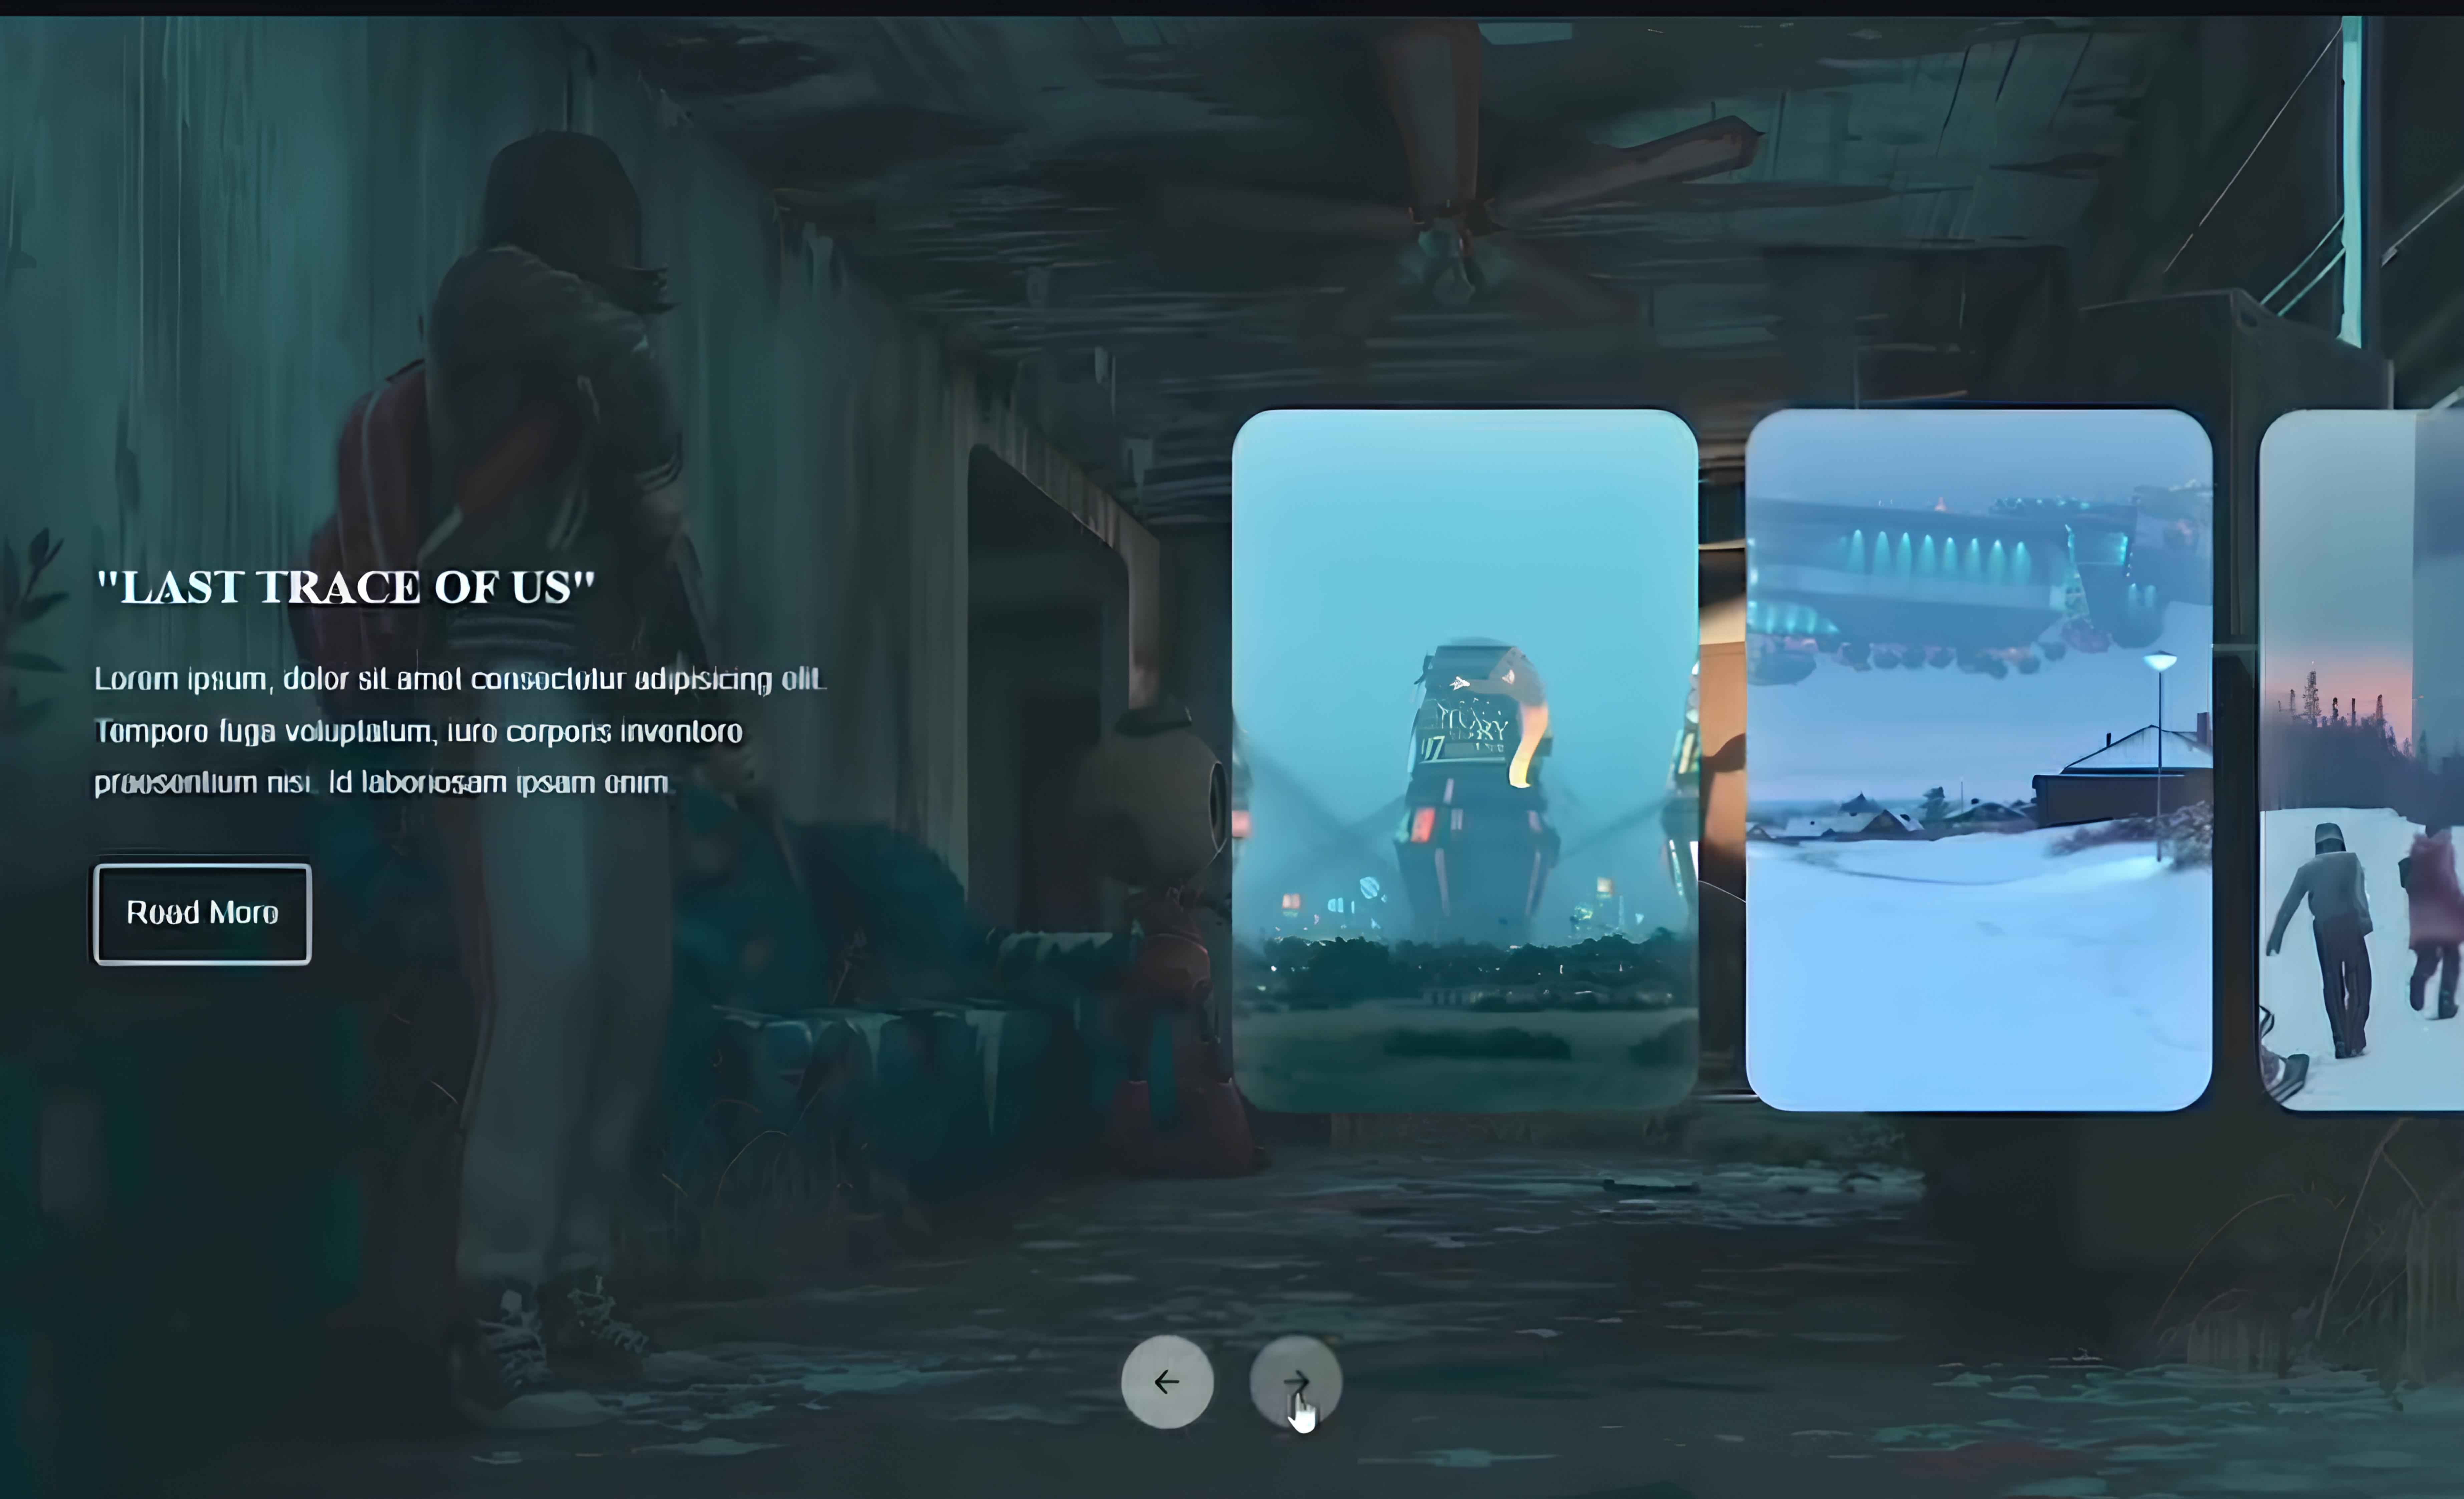 "LAST TRACE OF US"
Lorem ipsum, dolor sit amet consectetur adipisicing elit.
Tempore fuga voluptatum, iure corporis inventore
praesentium nisi. Id laboriosam ipsam enim.
Read More